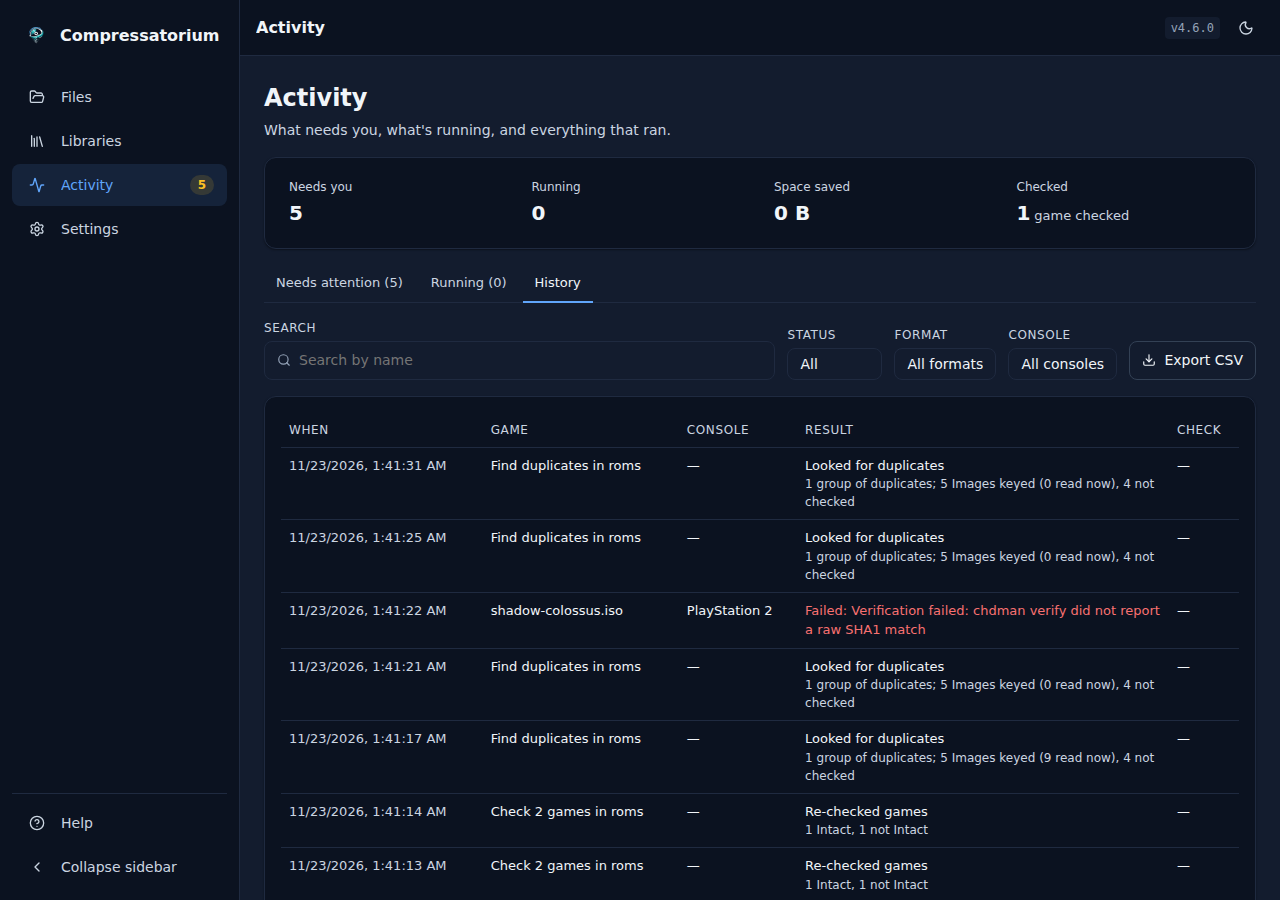 Compressatorium
Activity
v4.6.0
Files
Libraries
Activity
5
Settings
Help
Collapse sidebar
Activity
What needs you, what's running, and everything that ran.
Needs you
Running
Space saved
Checked
5
0
0 B
1 game checked
Needs attention (5)
Running (0)
History
SEARCH
STATUS
FORMAT
CONSOLE
Search by name
All
All formats
All consoles
Export CSV
WHEN GAME CONSOLE RESULT CHECK
11/23/2026, 1:41:31 AM Find duplicates in roms — Looked for duplicates —
1 group of duplicates; 5 Images keyed (0 read now), 4 not
checked
11/23/2026, 1:41:25 AM Find duplicates in roms — Looked for duplicates —
1 group of duplicates; 5 Images keyed (0 read now), 4 not
checked
11/23/2026, 1:41:22 AM shadow-colossus.iso PlayStation 2 Failed: Verification failed: chdman verify did not report —
a raw SHA1 match
11/23/2026, 1:41:21 AM Find duplicates in roms — Looked for duplicates —
1 group of duplicates; 5 Images keyed (0 read now), 4 not
checked
11/23/2026, 1:41:17 AM Find duplicates in roms — Looked for duplicates —
1 group of duplicates; 5 Images keyed (9 read now), 4 not
checked
11/23/2026, 1:41:14 AM Check 2 games in roms — Re-checked games —
1 Intact, 1 not Intact
11/23/2026, 1:41:13 AM Check 2 games in roms — Re-checked games —
1 Intact, 1 not Intact